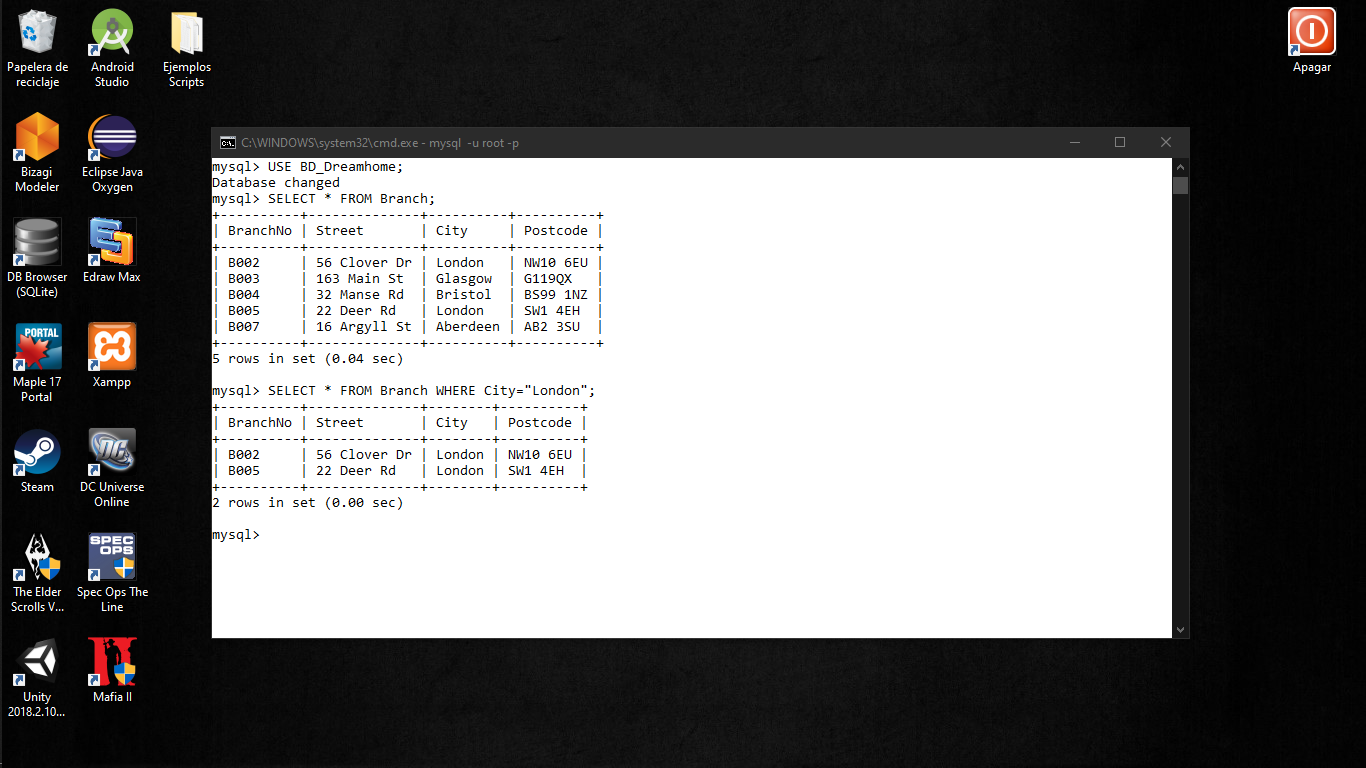 Papelera de
reciclaje
Android
Studio
Ejemplos
Scripts
Apagar
Bizagi
Modeler
Eclipse Java
Oxygen
DB Browser
(SQLite)
Edraw Max
PORTAL
Maple 17
Portal
Xampp
Steam
DC
DC Universe
Online
The Elder
Scrolls V...
SPEC
OPS
Spec Ops The
Line
Unity
2018.2.10...
Mafia II
C:\WINDOWS\system32\cmd.exe - mysql -u root -p
mysql> USE BD_Dreamhome;
Database changed
mysql> SELECT * FROM Branch;
+----------+-------------+----------+----------+
| BranchNo | Street       | City     | Postcode |
+----------+-------------+----------+----------+
| B002     | 56 Clover Dr | London   | NW10 6EU |
| B003     | 163 Main St  | Glasgow  | G119QX   |
| B004     | 32 Manse Rd  | Bristol  | BS99 1NZ |
| B005     | 22 Deer Rd   | London   | SW1 4EH  |
| B007     | 16 Argyll St | Aberdeen | AB2 3SU  |
+----------+--------------+----------+----------+
5 rows in set (0.04 sec)
mysql> SELECT * FROM Branch WHERE City="London";
+----------+--------------+--------+----------+
| BranchNo | Street       | City   | Postcode |
+----------+--------------+--------+----------+
| B002     | 56 Clover Dr | London | NW10 6EU |
| B005     | 22 Deer Rd   | London | SW1 4EH  |
+----------+--------------+--------+----------+
2 rows in set (0.00 sec)
mysql>